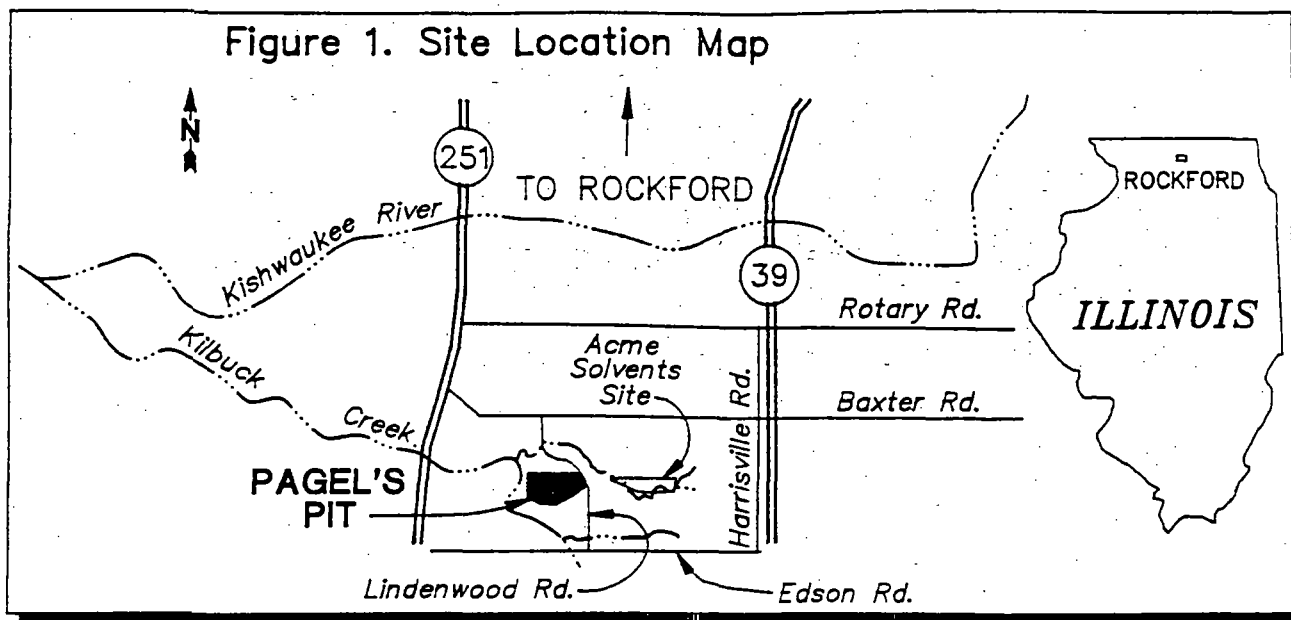 Figure 1. Site Location Map
N
251
TO ROCKFORD
ROCKFORD
Kishwaukee River
39
Rotary Rd.
ILLINOIS
Kilbuck
Creek
Acme
Solvents
Site
Harrisville Rd.
Baxter Rd.
PAGEL'S
PIT
Lindenwood Rd.
Edson Rd.